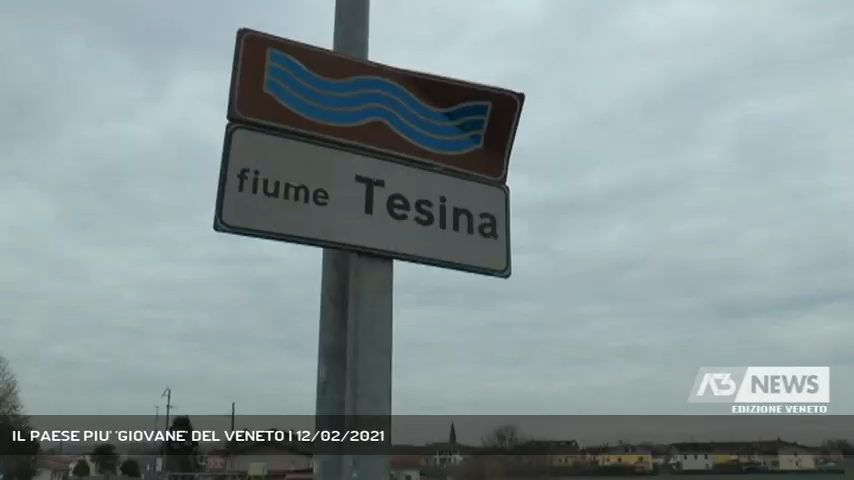 fiume Tesina
A3 NEWS
EDIZIONE VENETO
IL PAESE PIU' 'GIOVANE' DEL VENETO | 12/02/2021